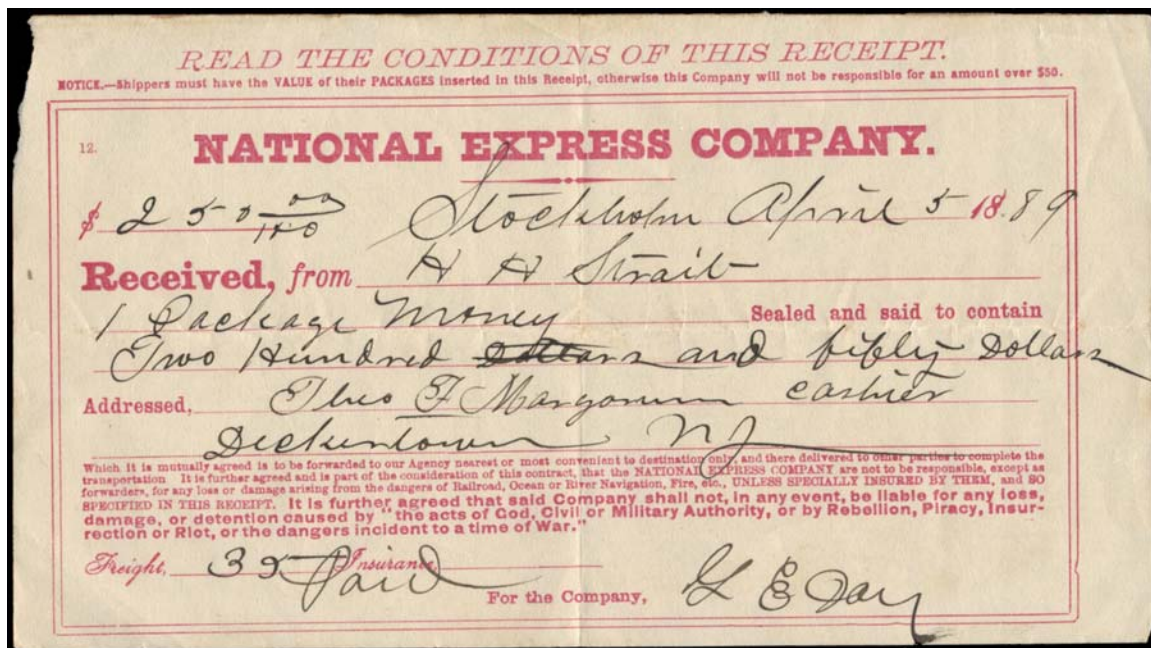 READ THE CONDITIONS OF THIS RECEIPT.
NOTICE.—Shippers must have the VALUE of their PACKAGES inserted in this Receipt, otherwise this Company will not be responsible for an amount over $50.
12.
NATIONAL EXPRESS COMPANY.
$ 250 00/100 Stockholm April 5 1889
Received, from H H Strait
1 Package Money Sealed and said to contain
Two Hundred Dollars and fifty Dollars
Addressed, Theo F Margarum cashier
Deckertown NJ
Which it is mutually agreed is to be forwarded to our Agency nearest or most convenient to destination only, and there delivered to other parties to complete the
transportation It is further agreed and is part of the consideration of this contract, that the NATIONAL EXPRESS COMPANY are not to be responsible, except as
forwarders, for any loss or damage arising from the dangers of Railroad, Ocean or River Navigation, Fire, etc., UNLESS SPECIALLY INSURED BY THEM, and SO
SPECIFIED IN THIS RECEIPT. It is further agreed that said Company shall not, in any event, be liable for any loss,
damage, or detention caused by "the acts of God, Civil or Military Authority, or by Rebellion, Piracy, Insur-
rection or Riot, or the dangers incident to a time of War."
Freight, 35 Paid Insurance,
For the Company, G E Day